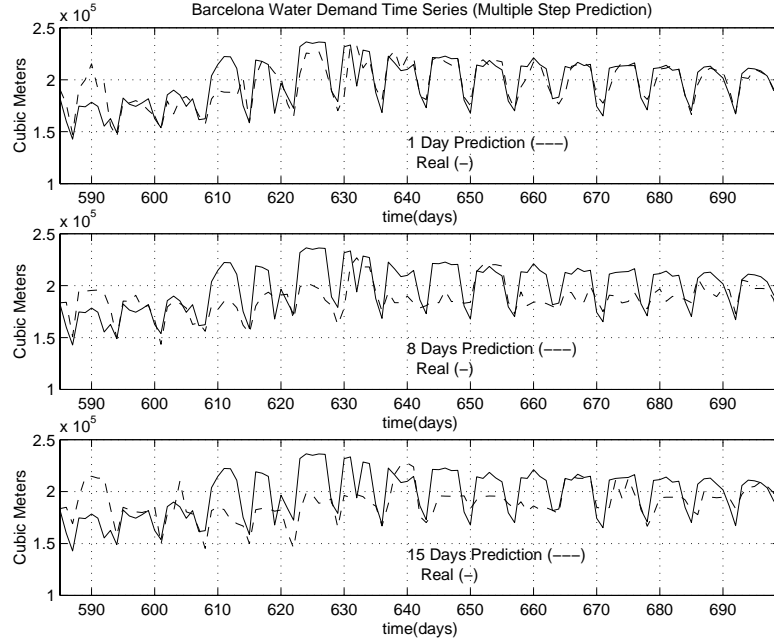 Barcelona Water Demand Time Series (Multiple Step Prediction)
x 10^5
2.5
2
1.5
1
Cubic Meters
1 Day Prediction (−−−)
Real (−)
590 600 610 620 630 640 650 660 670 680 690
time(days)
x 10^5
2.5
2
1.5
1
Cubic Meters
8 Days Prediction (−−−)
Real (−)
590 600 610 620 630 640 650 660 670 680 690
time(days)
x 10^5
2.5
2
1.5
1
Cubic Meters
15 Days Prediction (−−−)
Real (−)
590 600 610 620 630 640 650 660 670 680 690
time(days)